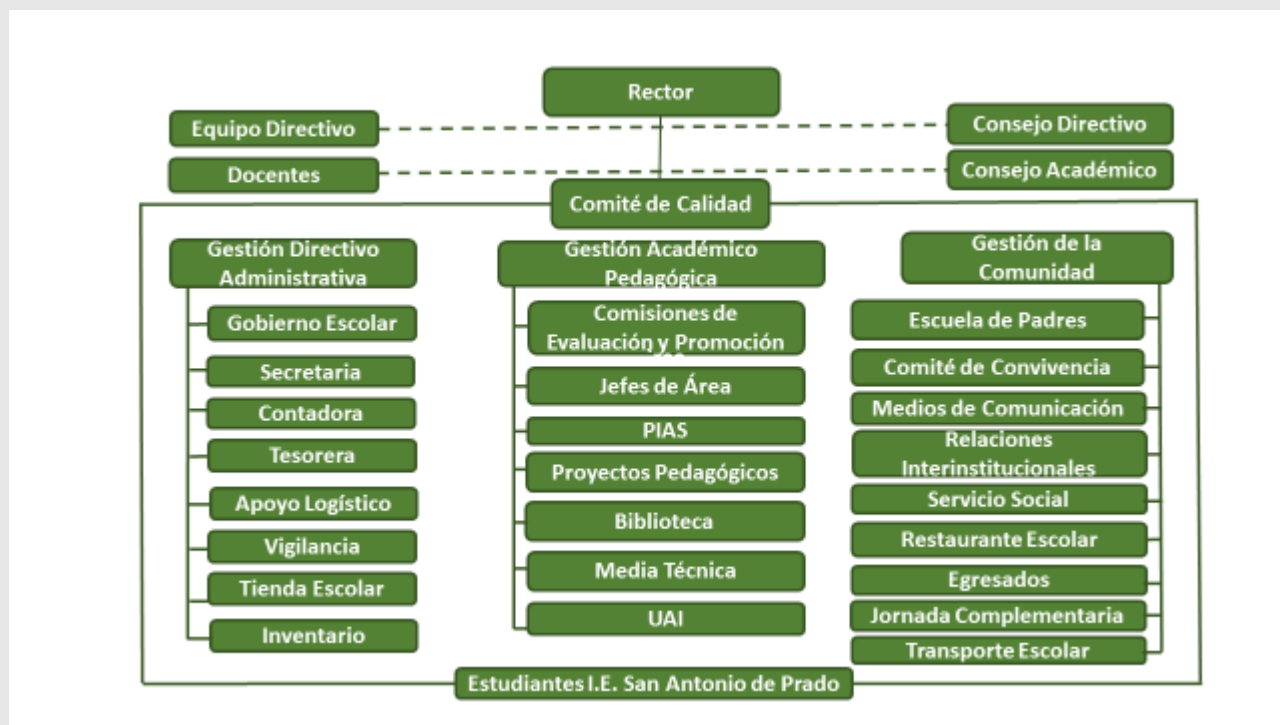 Rector
Equipo Directivo
Consejo Directivo
Docentes
Consejo Académico
Comité de Calidad
Gestión Directivo
Administrativa
Gobierno Escolar
Secretaria
Contadora
Tesorera
Apoyo Logístico
Vigilancia
Tienda Escolar
Inventario
Gestión Académico
Pedagógica
Comisiones de
Evaluación y Promoción
Jefes de Área
PIAS
Proyectos Pedagógicos
Biblioteca
Media Técnica
UAI
Gestión de la
Comunidad
Escuela de Padres
Comité de Convivencia
Medios de Comunicación
Relaciones
Interinstitucionales
Servicio Social
Restaurante Escolar
Egresados
Jornada Complementaria
Transporte Escolar
Estudiantes I.E. San Antonio de Prado